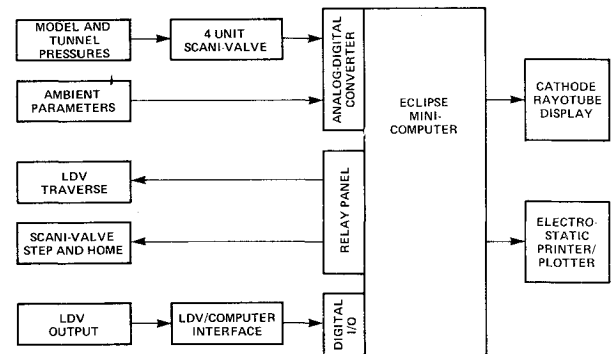 MODEL AND
TUNNEL
PRESSURES
4 UNIT
SCANI-VALVE
ANALOG-DIGITAL
CONVERTER
AMBIENT
PARAMETERS
ECLIPSE
MINI-
COMPUTER
CATHODE
RAYOTUBE
DISPLAY
LDV
TRAVERSE
RELAY PANEL
SCANI-VALVE
STEP AND HOME
ELECTRO-
STATIC
PRINTER/
PLOTTER
LDV
OUTPUT
LDV/COMPUTER
INTERFACE
DIGITAL
I/O